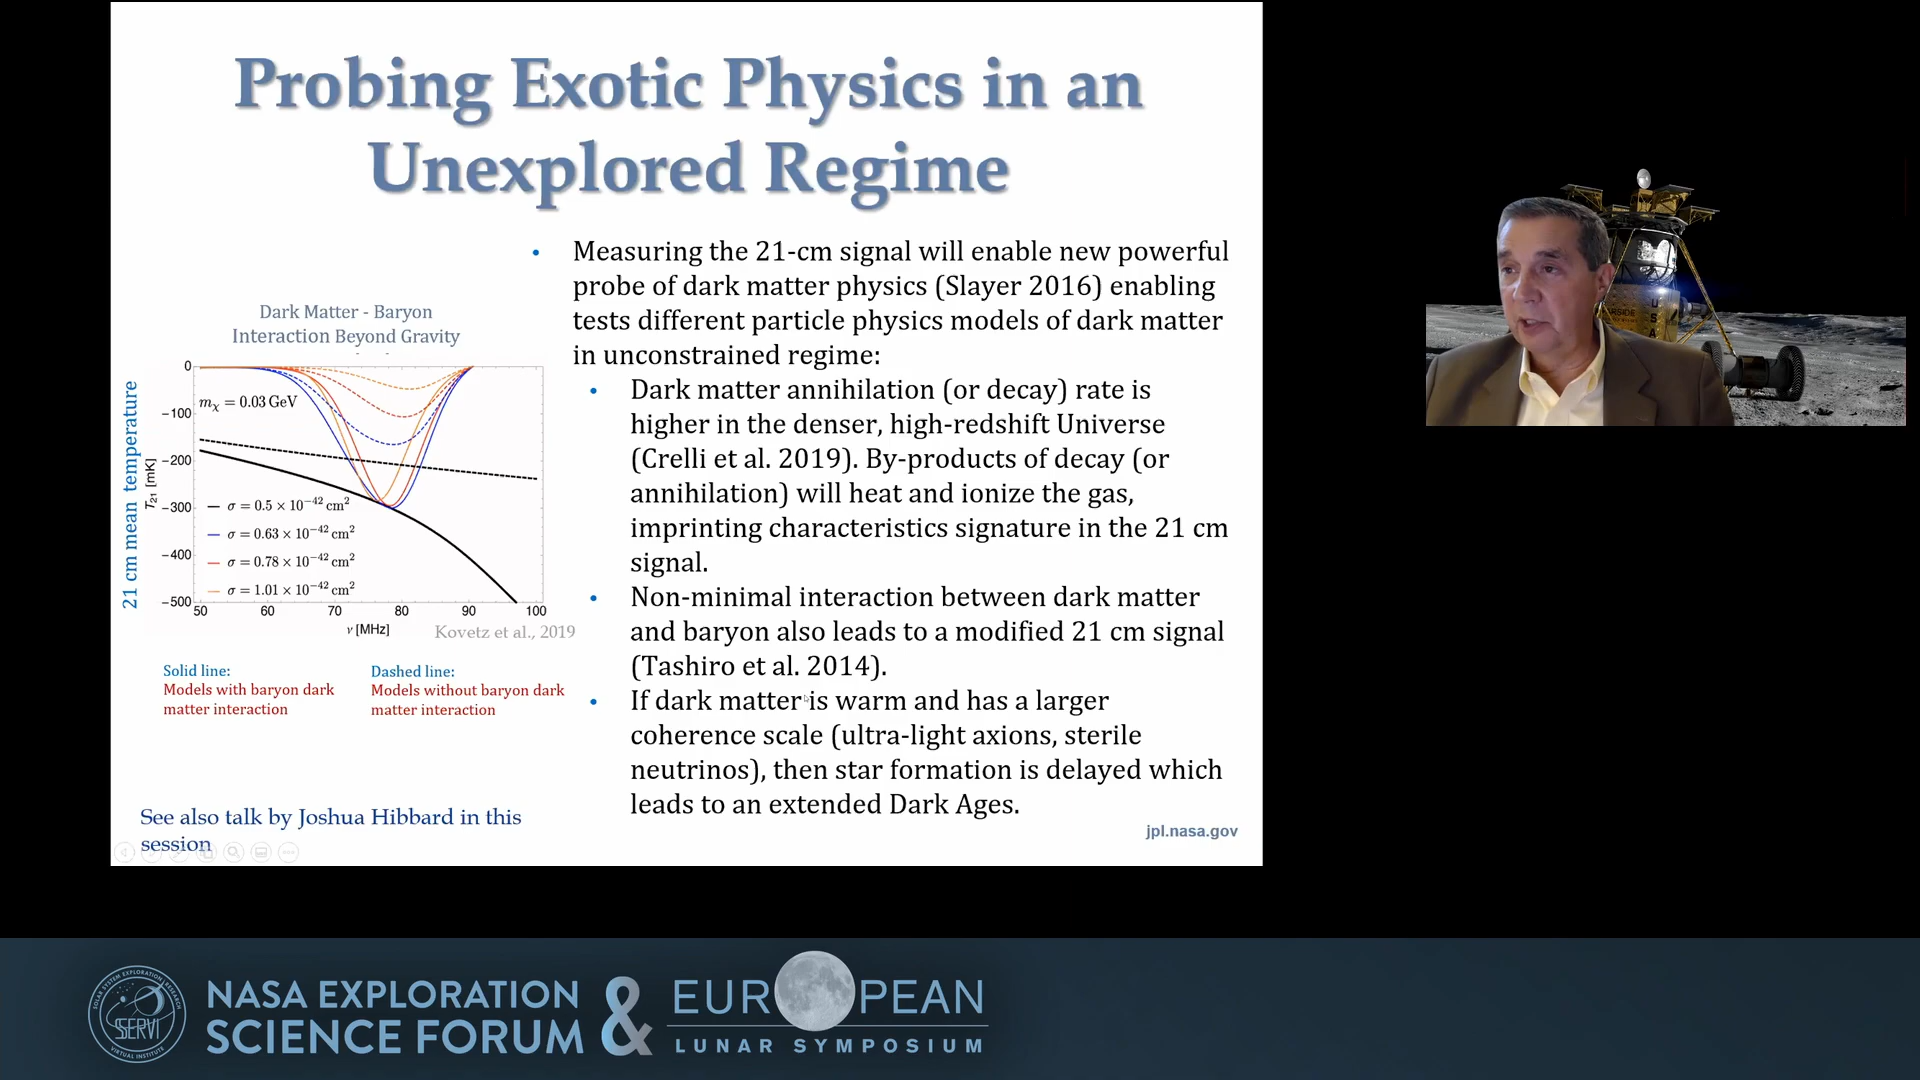 Probing Exotic Physics in an
Unexplored Regime
• Measuring the 21-cm signal will enable new powerful
probe of dark matter physics (Slayer 2016) enabling
tests different particle physics models of dark matter
in unconstrained regime:
• Dark matter annihilation (or decay) rate is
higher in the denser, high-redshift Universe
(Crelli et al. 2019). By-products of decay (or
annihilation) will heat and ionize the gas,
imprinting characteristics signature in the 21 cm
signal.
• Non-minimal interaction between dark matter
and baryon also leads to a modified 21 cm signal
(Tashiro et al. 2014).
• If dark matter is warm and has a larger
coherence scale (ultra-light axions, sterile
neutrinos), then star formation is delayed which
leads to an extended Dark Ages.
Dark Matter - Baryon
Interaction Beyond Gravity
21 cm mean temperature
T₂₁ [mK]
0
−100
−200
−300
−400
−500
mχ = 0.03 GeV
σ = 0.5 × 10⁻⁴² cm²
σ = 0.63 × 10⁻⁴² cm²
σ = 0.78 × 10⁻⁴² cm²
σ = 1.01 × 10⁻⁴² cm²
50 60 70 80 90 100
ν [MHz]
Kovetz et al., 2019
Solid line:
Models with baryon dark
matter interaction
Dashed line:
Models without baryon dark
matter interaction
See also talk by Joshua Hibbard in this
session
jpl.nasa.gov
USA
SOLAR SYSTEM EXPLORATION RESEARCH
SSERVI
VIRTUAL INSTITUTE
NASA EXPLORATION
SCIENCE FORUM
&
EUROPEAN
LUNAR SYMPOSIUM